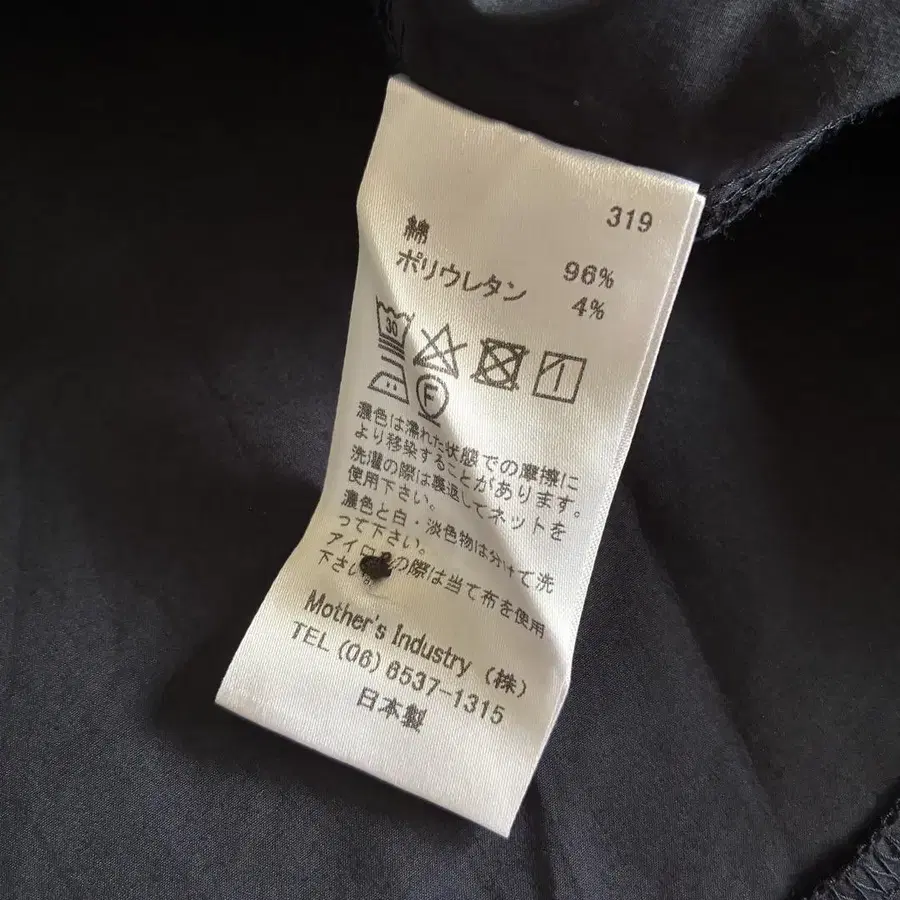 319
綿 96%
ポリウレタン 4%
30
F
濃色は濡れた状態での摩擦に
より移染することがあります。
洗濯の際は裏返してネットを
使用下さい。
濃色と白・淡色物は分けて洗
って下さい。
アイロンの際は当て布を使用
下さい。
Mother's Industry (株)
TEL (06) 6537-1315
日本製